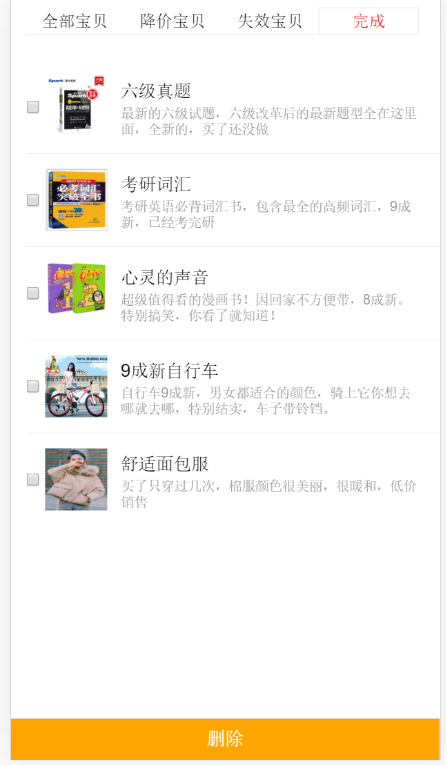 全部宝贝 降价宝贝 失效宝贝 完成
六级真题
最新的六级试题，六级改革后的最新题型全在这里
面，全新的，买了还没做
必考词汇
突破全书
考研词汇
考研英语必背词汇书，包含最全的高频词汇，9成
新，已经考完研
心灵的声音
超级值得看的漫画书！因回家不方便带，8成新。
特别搞笑，你看了就知道！
9成新自行车
自行车9成新，男女都适合的颜色，骑上它你想去
哪就去哪，特别结实，车子带铃铛。
舒适面包服
买了只穿过几次，棉服颜色很美丽，很暖和，低价
销售
删除